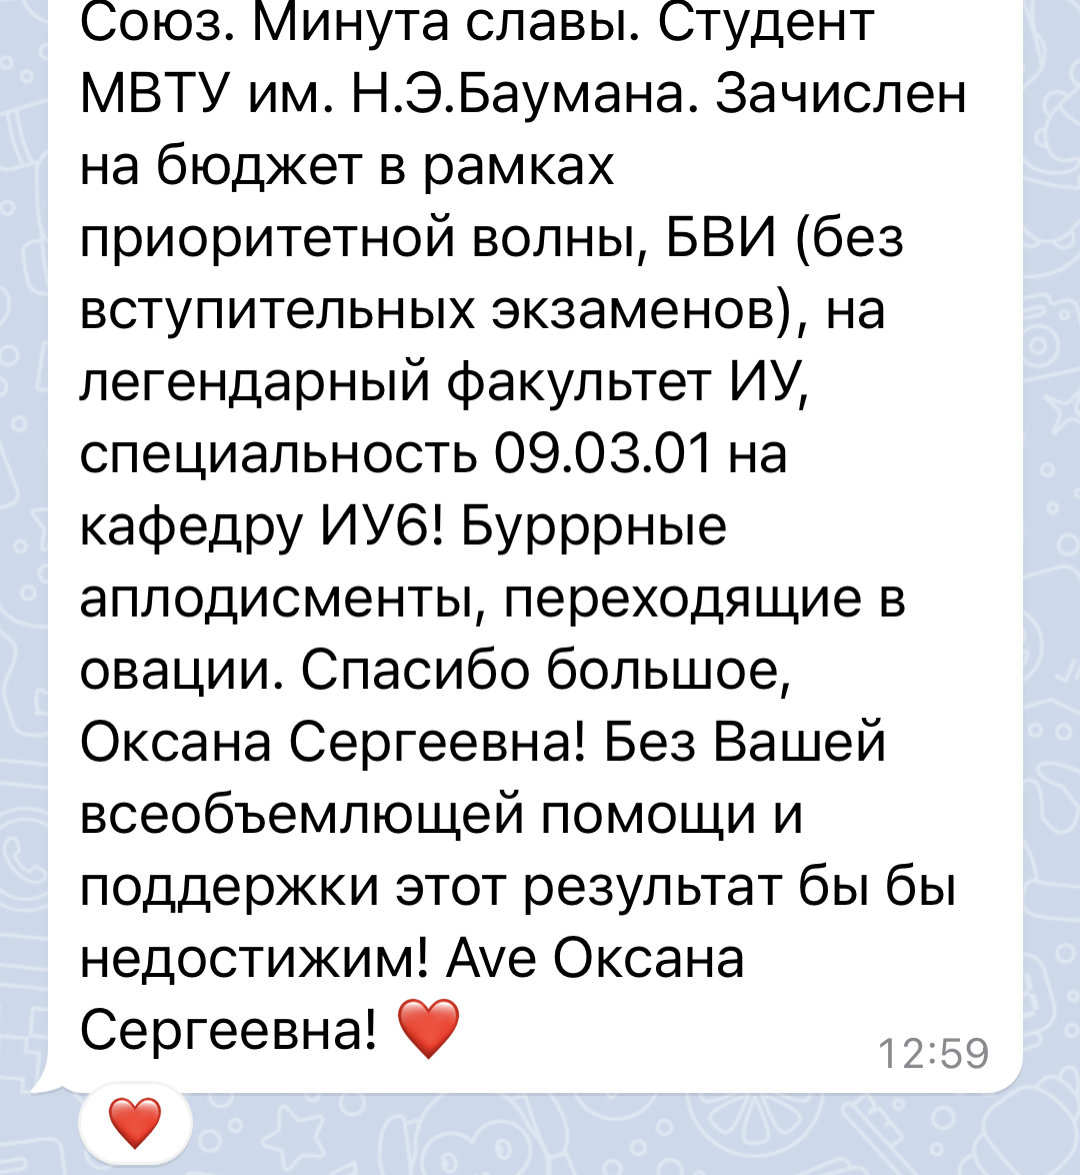 Союз. Минута славы. Студент
МВТУ им. Н.Э.Баумана. Зачислен
на бюджет в рамках
приоритетной волны, БВИ (без
вступительных экзаменов), на
легендарный факультет ИУ,
специальность 09.03.01 на
кафедру ИУ6! Бурррные
аплодисменты, переходящие в
овации. Спасибо большое,
Оксана Сергеевна! Без Вашей
всеобъемлющей помощи и
поддержки этот результат бы бы
недостижим! Ave Оксана
Сергеевна! ❤️
12:59
❤️